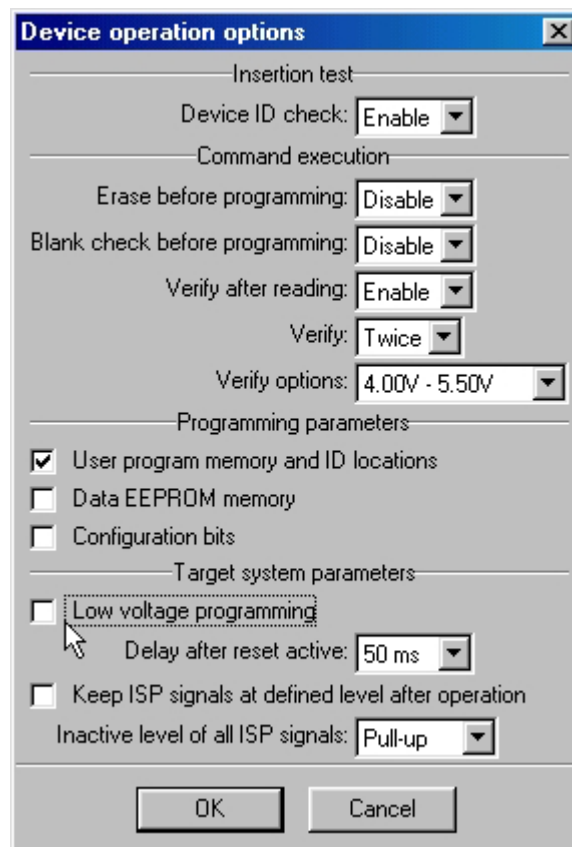 Device operation options
Insertion test
Device ID check: Enable
Command execution
Erase before programming: Disable
Blank check before programming: Disable
Verify after reading: Enable
Verify: Twice
Verify options: 4.00V - 5.50V
Programming parameters
User program memory and ID locations
Data EEPROM memory
Configuration bits
Target system parameters
Low voltage programming
Delay after reset active: 50 ms
Keep ISP signals at defined level after operation
Inactive level of all ISP signals: Pull-up
OK Cancel